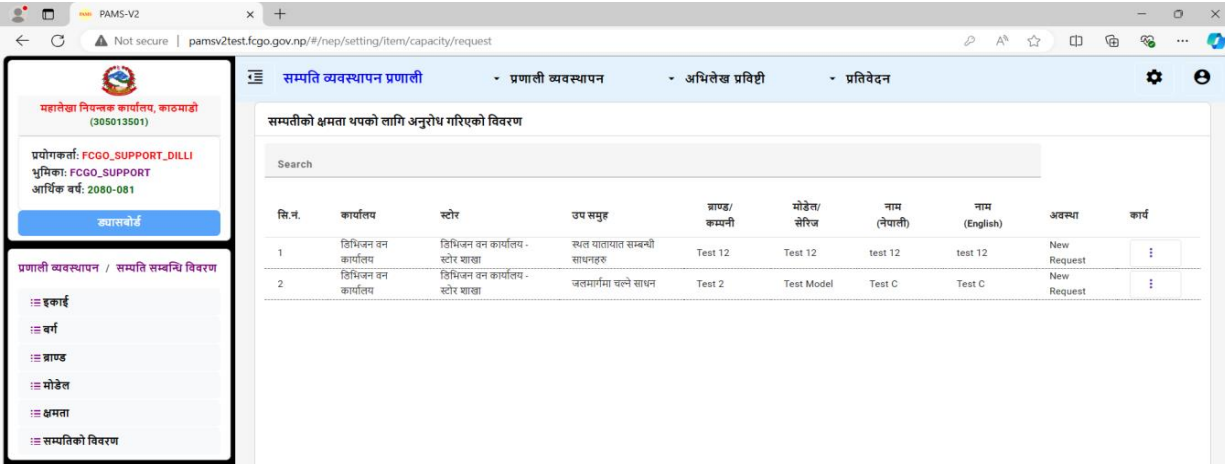 PAMS-V2
Not secure | pamsv2test.fcgo.gov.np/#/nep/setting/item/capacity/request
महालेखा नियन्त्रक कार्यालय, काठमाडो
(305013501)
प्रयोगकर्ता: FCGO_SUPPORT_DILLI
भुमिका: FCGO_SUPPORT
आर्थिक बर्ष: 2080-081
ड्यासबोर्ड
प्रणाली व्यवस्थापन / सम्पति सम्बन्धि विवरण
इकाई
बर्ग
ब्राण्ड
मोडेल
क्षमता
सम्पतिको विवरण
सम्पति व्यवस्थापन प्रणाली प्रणाली व्यवस्थापन अभिलेख प्रविष्टी प्रतिवेदन
सम्पतीको क्षमता थपको लागि अनुरोध गरिएको विवरण
Search
सि.नं. कार्यालय स्टोर उप समुह ब्राण्ड/ कम्पनी मोडेल/ सेरिज नाम (नेपाली) नाम (English) अवस्था कार्य
1 डिभिजन वन कार्यालय डिभिजन वन कार्यालय - स्टोर शाखा स्थल यातायात सम्बन्धी साधनहरु Test 12 Test 12 test 12 test 12 New Request
2 डिभिजन वन कार्यालय डिभिजन वन कार्यालय - स्टोर शाखा जलमार्गमा चल्ने साधन Test 2 Test Model Test C Test C New Request